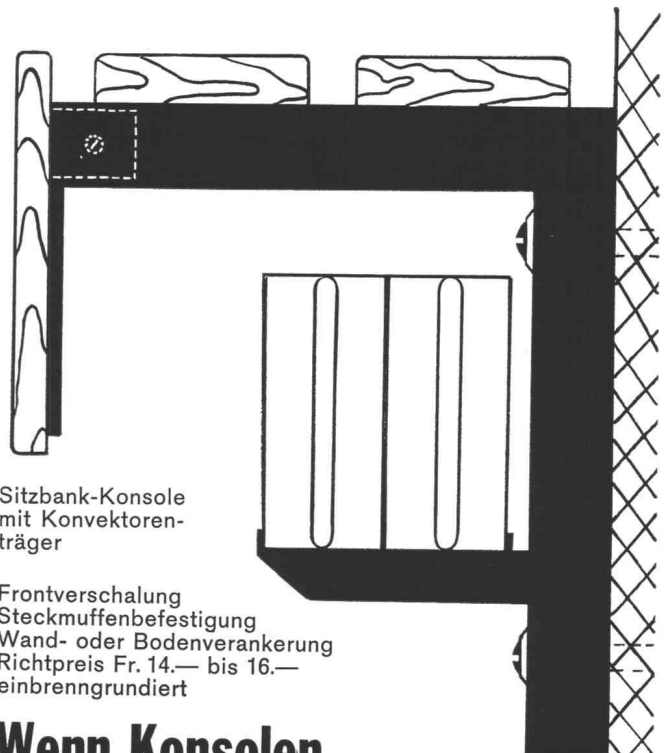 Sitzbank-Konsole
mit Konvektoren-
träger
Frontverschalung
Steckmuffenbefestigung
Wand- oder Bodenverankerung
Richtpreis Fr. 14.— bis 16.—
einbrenngrundiert
Wenn Konsolen